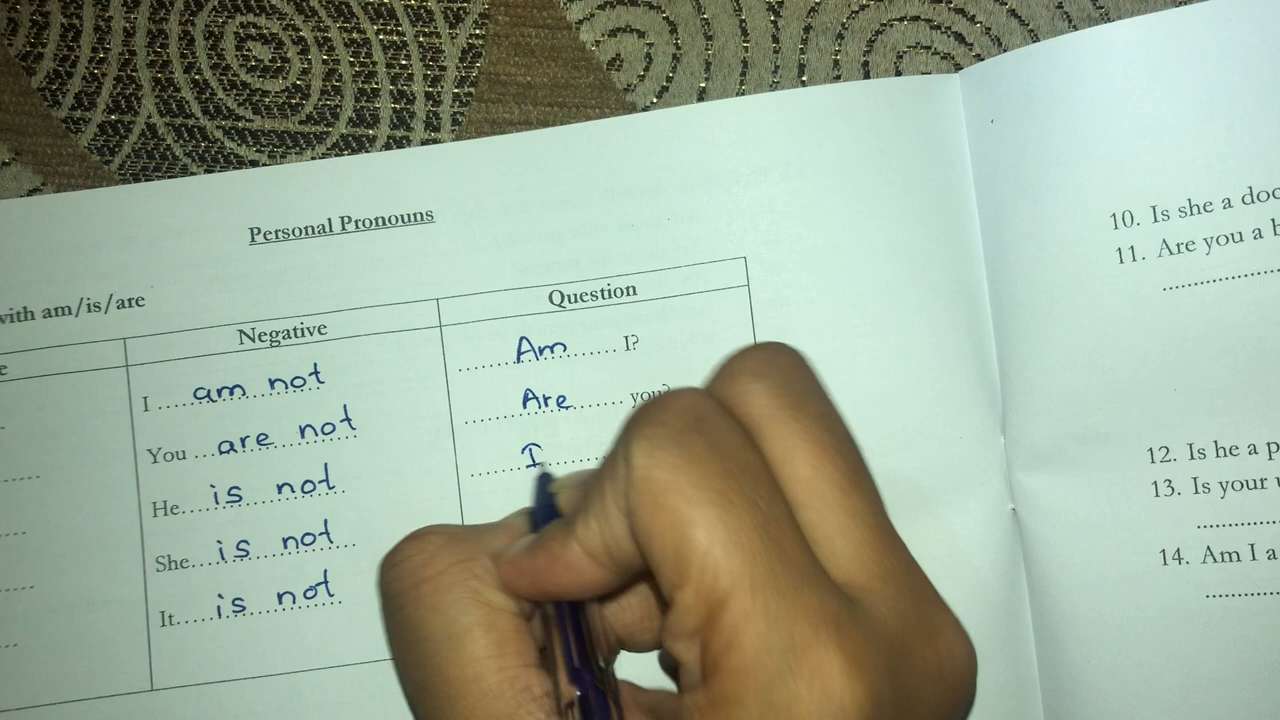 Personal Pronouns
with am/is/are
Negative
Question
I ..... am not
Am ....... I?
You ... are not
Are ....... you?
I
He.... is not
She.... is not
It..... is not
10. Is she a doc
11. Are you a
12. Is he a p
13. Is your
14. Am I a